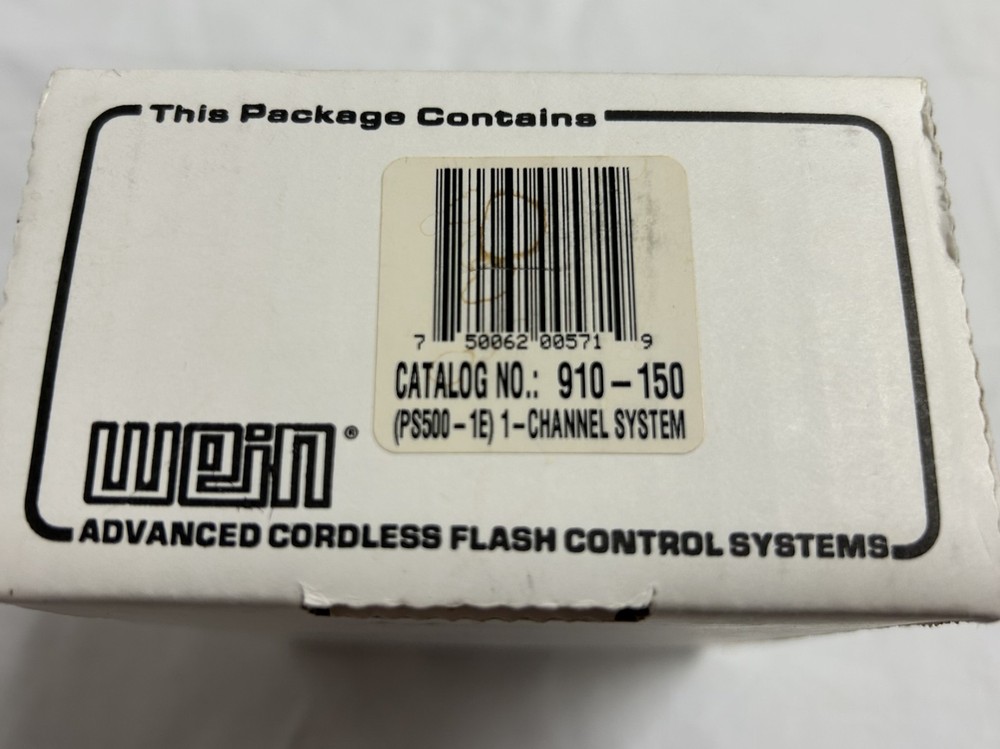 This Package Contains
7 50062 00571 9
CATALOG NO.: 910-150
(PS500-1E) 1-CHANNEL SYSTEM
wein®
ADVANCED CORDLESS FLASH CONTROL SYSTEMS